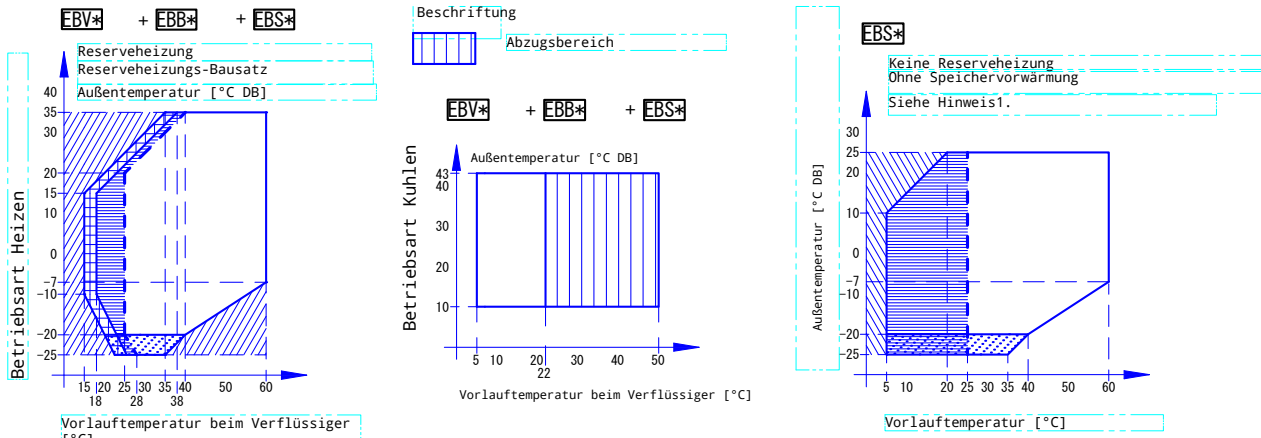 EBV* + EBB* + EBS*
Reserveheizung
Reserveheizungs-Bausatz
Außentemperatur [°C DB]
Betriebsart Heizen
40
35
30
20
15
10
0
-7
-10
-20
-25
15 20 25 30 35 40 50 60
18 28 38
Vorlauftemperatur beim Verflüssiger
[°C]
Beschriftung
Abzugsbereich
EBV* + EBB* + EBS*
Außentemperatur [°C DB]
Betriebsart Kuhlen
43
40
30
20
10
5 10 20 30 40 50
22
Vorlauftemperatur beim Verflüssiger [°C]
EBS*
Keine Reserveheizung
Ohne Speichervorwärmung
Siehe Hinweis1.
Außentemperatur [°C DB]
30
25
20
10
0
-7
-10
-20
-25
5 10 20 25 30 35 40 50 60
Vorlauftemperatur [°C]